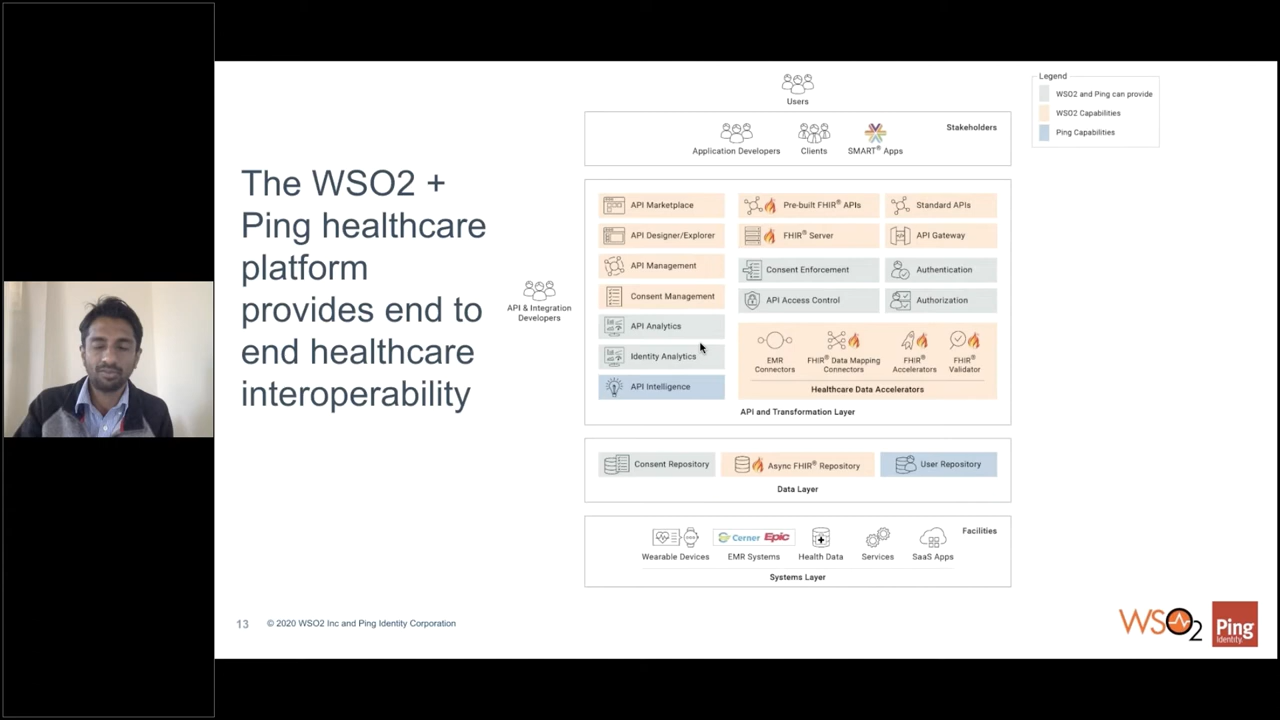 The WSO2 +
Ping healthcare
platform
provides end to
end healthcare
interoperability
Users
Application Developers
Clients
SMART® Apps
Stakeholders
Legend
WSO2 and Ping can provide
WSO2 Capabilities
Ping Capabilities
API & Integration
Developers
API Marketplace
API Designer/Explorer
API Management
Consent Management
API Analytics
Identity Analytics
API Intelligence
Pre-built FHIR® APIs
Standard APIs
FHIR® Server
API Gateway
Consent Enforcement
Authentication
API Access Control
Authorization
EMR
Connectors
FHIR® Data Mapping
Connectors
FHIR®
Accelerators
FHIR®
Validator
Healthcare Data Accelerators
API and Transformation Layer
Consent Repository
Async FHIR® Repository
User Repository
Data Layer
Cerner
Epic
Facilities
Wearable Devices
EMR Systems
Health Data
Services
SaaS Apps
Systems Layer
13
© 2020 WSO2 Inc and Ping Identity Corporation
WSO2
Ping
Identity.